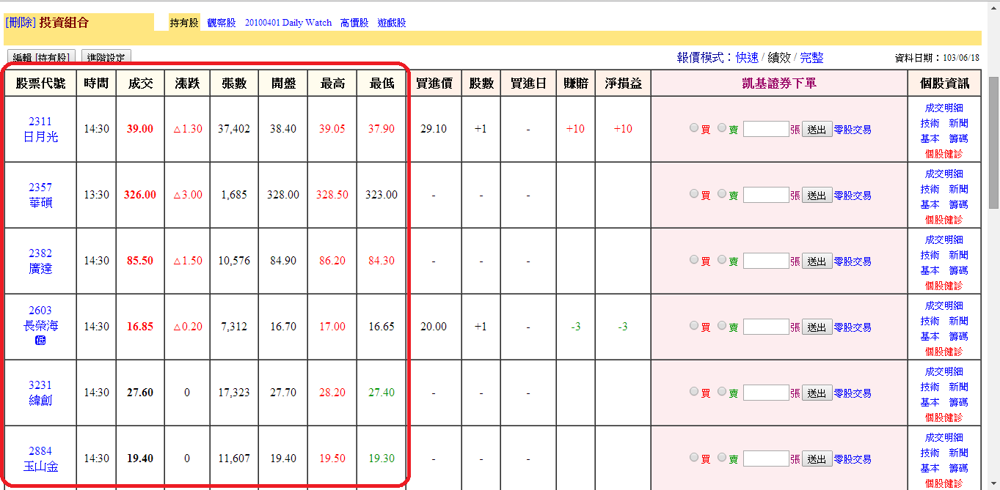 [刪除] 投資組合 持有股 觀察股 20100401 Daily Watch 高價股 遊戲股
編輯 [持有股] 進階設定 報價模式：快速 / 績效 / 完整 資料日期：103/06/18
股票代號 時間 成交 漲跌 張數 開盤 最高 最低 買進價 股數 買進日 賺賠 淨損益 凱基證券下單 個股資訊
2311
日月光
14:30 39.00 △1.30 37,402 38.40 39.05 37.90 29.10 +1 - +10 +10 買 賣 張 送出 零股交易
成交明細
技術 新聞
基本 籌碼
個股健診
2357
華碩
13:30 326.00 △3.00 1,685 328.00 328.50 323.00 - - - 買 賣 張 送出 零股交易
成交明細
技術 新聞
基本 籌碼
個股健診
2382
廣達
14:30 85.50 △1.50 10,576 84.90 86.20 84.30 - - - 買 賣 張 送出 零股交易
成交明細
技術 新聞
基本 籌碼
個股健診
2603
長榮海
低
14:30 16.85 △0.20 7,312 16.70 17.00 16.65 20.00 +1 - -3 -3 買 賣 張 送出 零股交易
成交明細
技術 新聞
基本 籌碼
個股健診
3231
緯創
14:30 27.60 0 17,323 27.70 28.20 27.40 - - - 買 賣 張 送出 零股交易
成交明細
技術 新聞
基本 籌碼
個股健診
2884
玉山金
14:30 19.40 0 11,607 19.40 19.50 19.30 - - - 買 賣 張 送出 零股交易
成交明細
技術 新聞
基本 籌碼
個股健診